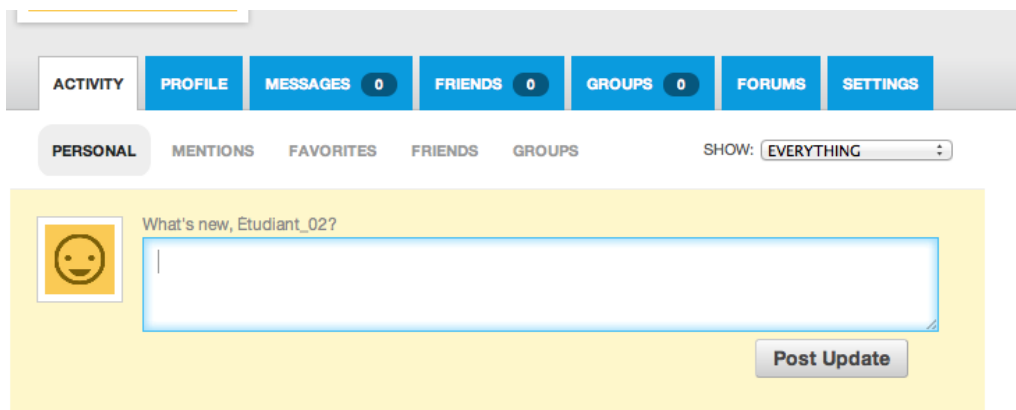 ACTIVITY PROFILE MESSAGES 0 FRIENDS 0 GROUPS 0 FORUMS SETTINGS
PERSONAL MENTIONS FAVORITES FRIENDS GROUPS SHOW: EVERYTHING
What's new, Étudiant_02?
Post Update